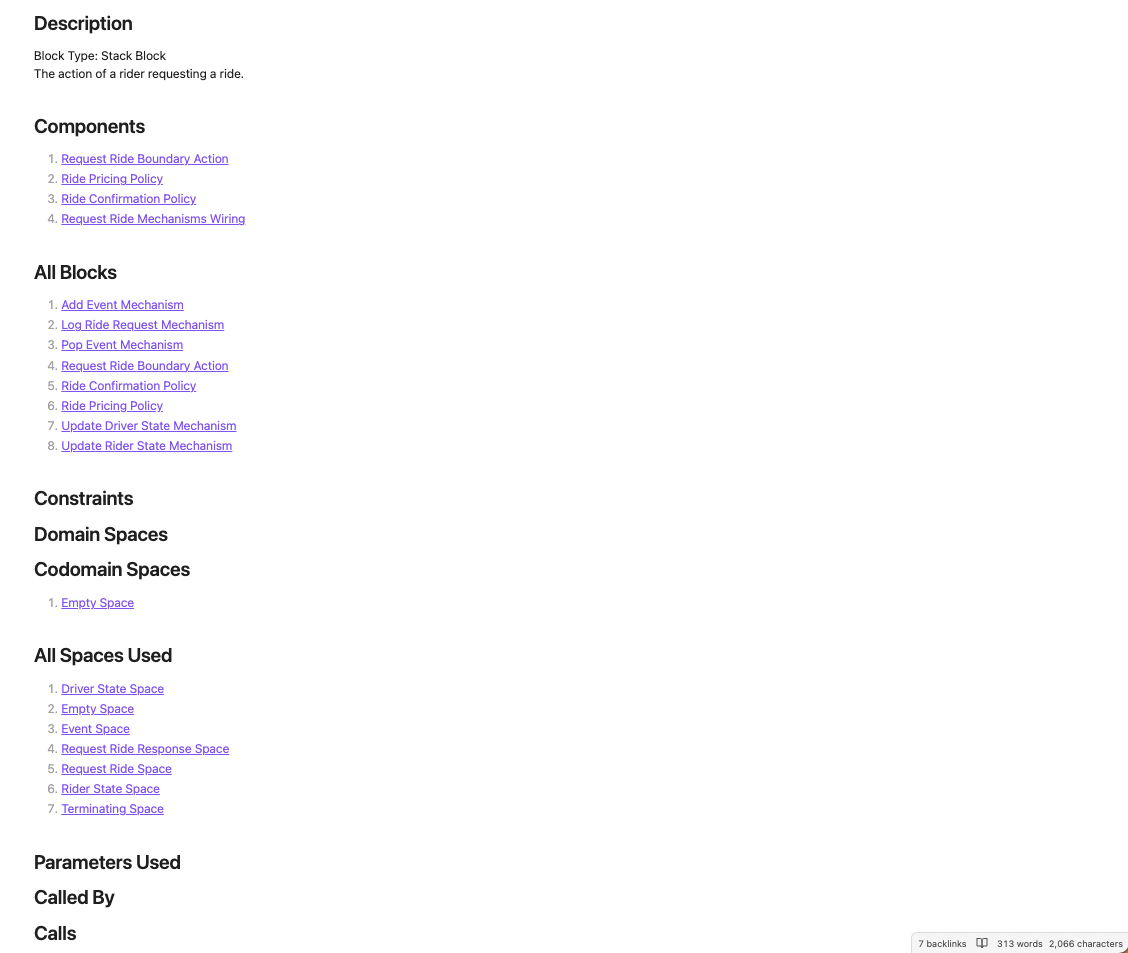 Description
Block Type: Stack Block
The action of a rider requesting a ride.
Components
1. Request Ride Boundary Action
2. Ride Pricing Policy
3. Ride Confirmation Policy
4. Request Ride Mechanisms Wiring
All Blocks
1. Add Event Mechanism
2. Log Ride Request Mechanism
3. Pop Event Mechanism
4. Request Ride Boundary Action
5. Ride Confirmation Policy
6. Ride Pricing Policy
7. Update Driver State Mechanism
8. Update Rider State Mechanism
Constraints
Domain Spaces
Codomain Spaces
1. Empty Space
All Spaces Used
1. Driver State Space
2. Empty Space
3. Event Space
4. Request Ride Response Space
5. Request Ride Space
6. Rider State Space
7. Terminating Space
Parameters Used
Called By
Calls
7 backlinks 313 words 2,066 characters